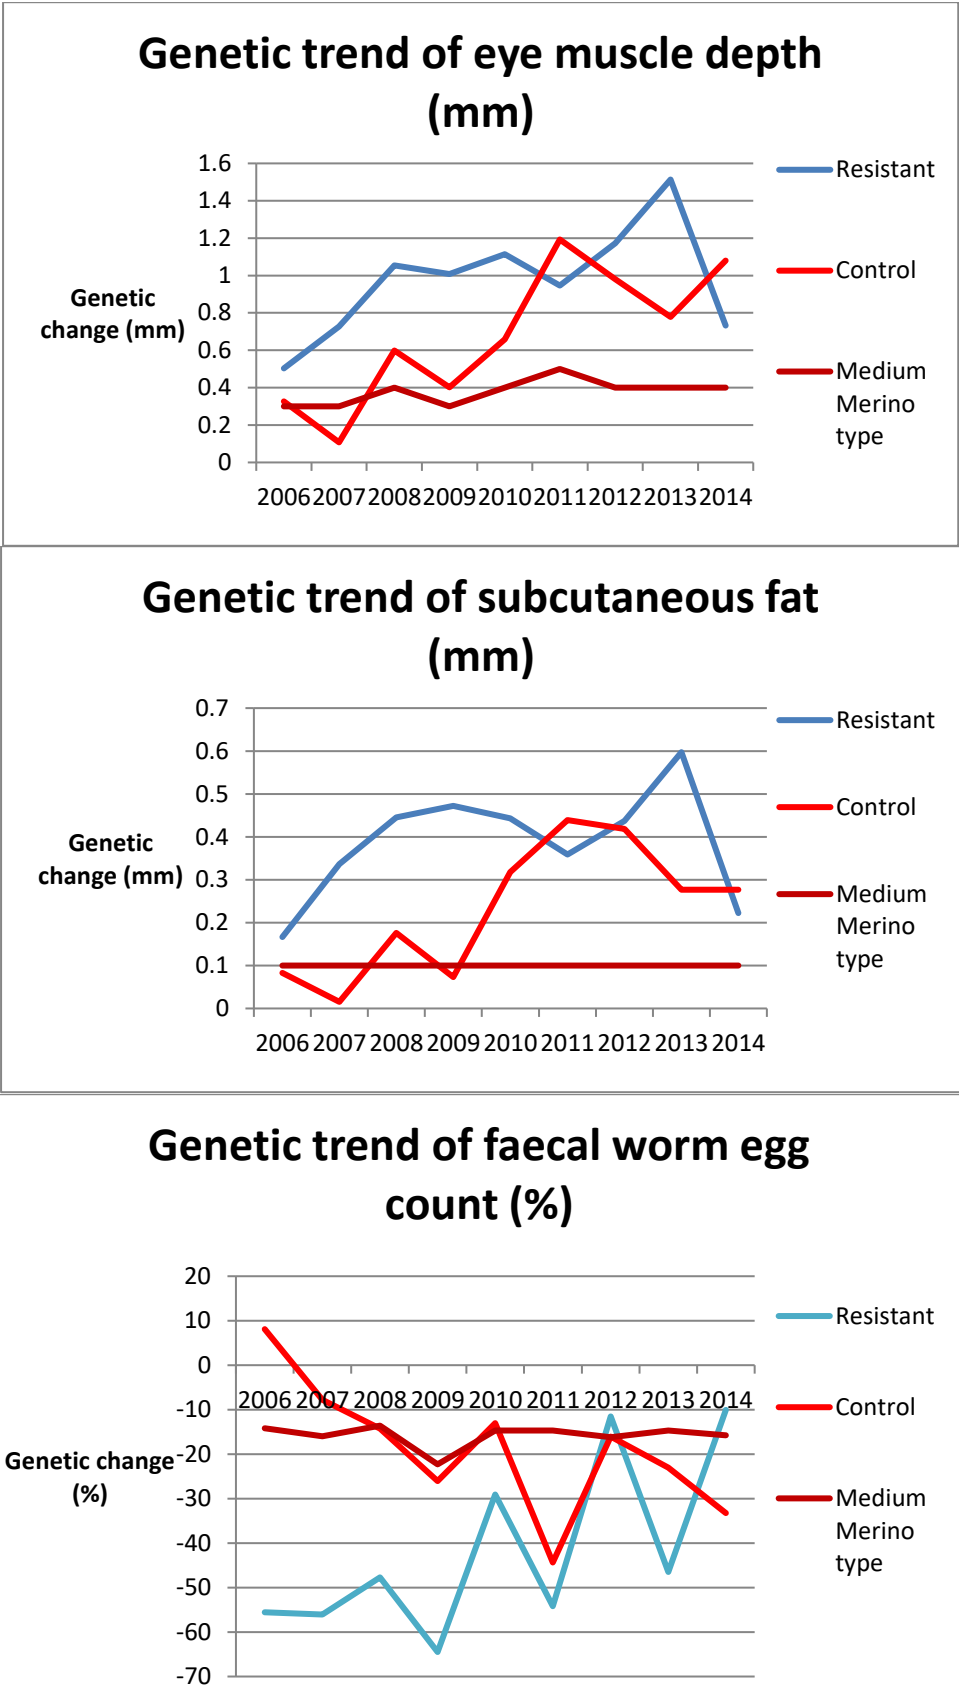 Genetic trend of eye muscle depth
(mm)
1.6
1.4
1.2
1
0.8
0.6
0.4
0.2
0
Genetic
change (mm)
2006 2007 2008 2009 2010 2011 2012 2013 2014
Resistant
Control
Medium
Merino
type
Genetic trend of subcutaneous fat
(mm)
0.7
0.6
0.5
0.4
0.3
0.2
0.1
0
Genetic
change (mm)
2006 2007 2008 2009 2010 2011 2012 2013 2014
Resistant
Control
Medium
Merino
type
Genetic trend of faecal worm egg
count (%)
20
10
0
-10
-20
-30
-40
-50
-60
-70
Genetic change
(%)
2006 2007 2008 2009 2010 2011 2012 2013 2014
Resistant
Control
Medium
Merino
type